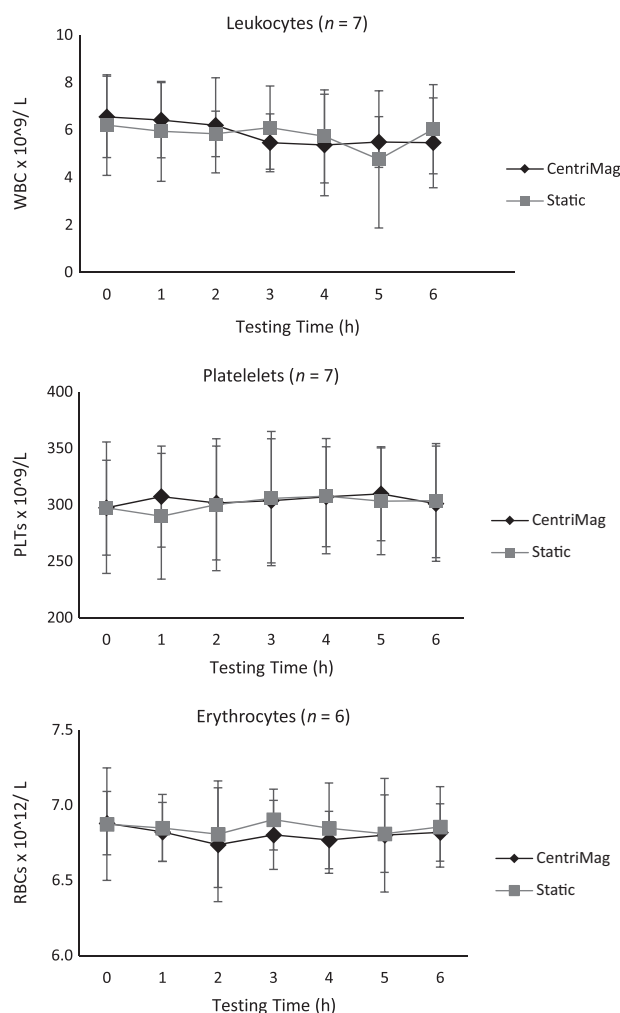 Leukocytes (n = 7)
10
8
6
4
2
0
WBC x 10^9/ L
0 1 2 3 4 5 6
Testing Time (h)
CentriMag
Static
Platelelets (n = 7)
400
350
300
250
200
PLTs x 10^9/L
0 1 2 3 4 5 6
Testing Time (h)
CentriMag
Static
Erythrocytes (n = 6)
7.5
7.0
6.5
6.0
RBCs x 10^12/ L
0 1 2 3 4 5 6
Testing Time (h)
CentriMag
Static